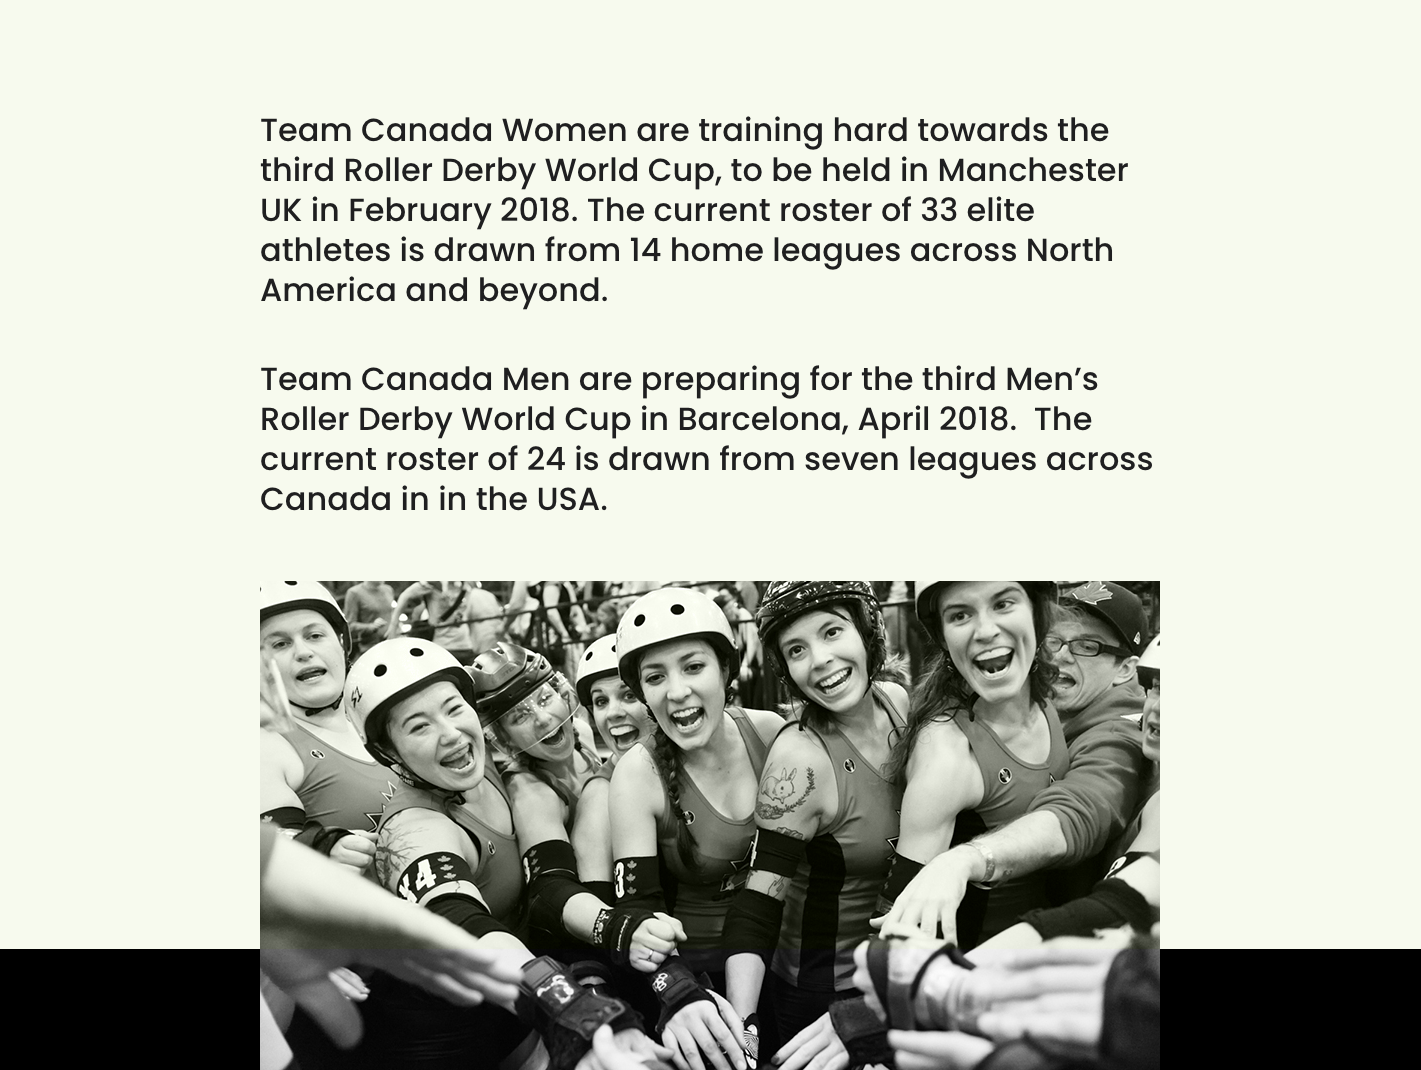 Team Canada Women are training hard towards the
third Roller Derby World Cup, to be held in Manchester
UK in February 2018. The current roster of 33 elite
athletes is drawn from 14 home leagues across North
America and beyond.
Team Canada Men are preparing for the third Men’s
Roller Derby World Cup in Barcelona, April 2018.  The
current roster of 24 is drawn from seven leagues across
Canada in in the USA.